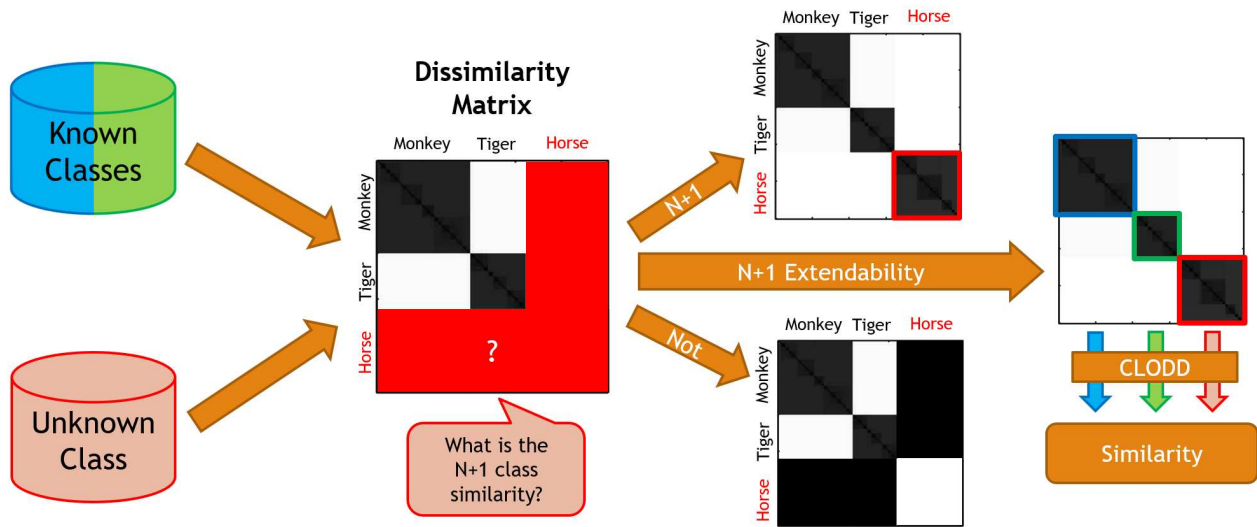 Known
Classes
Unknown
Class
Dissimilarity
Matrix
Monkey Tiger Horse
Monkey
Tiger
Horse
?
What is the
N+1 class
similarity?
N+1
N+1 Extendability
Not
Monkey Tiger Horse
Monkey
Tiger
Horse
Monkey Tiger Horse
Monkey
Tiger
Horse
CLODD
Similarity